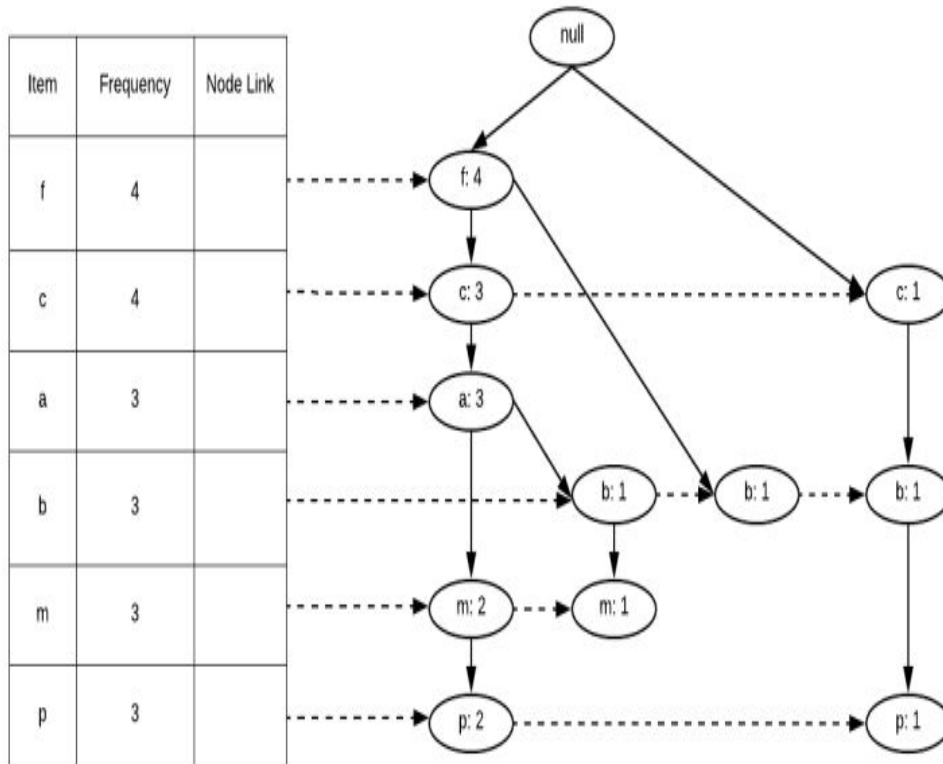 null
Item Frequency Node Link
f 4 f: 4
c 4 c: 3 c: 1
a 3 a: 3
b 3 b: 1 b: 1 b: 1
m 3 m: 2 m: 1
p 3 p: 2 p: 1